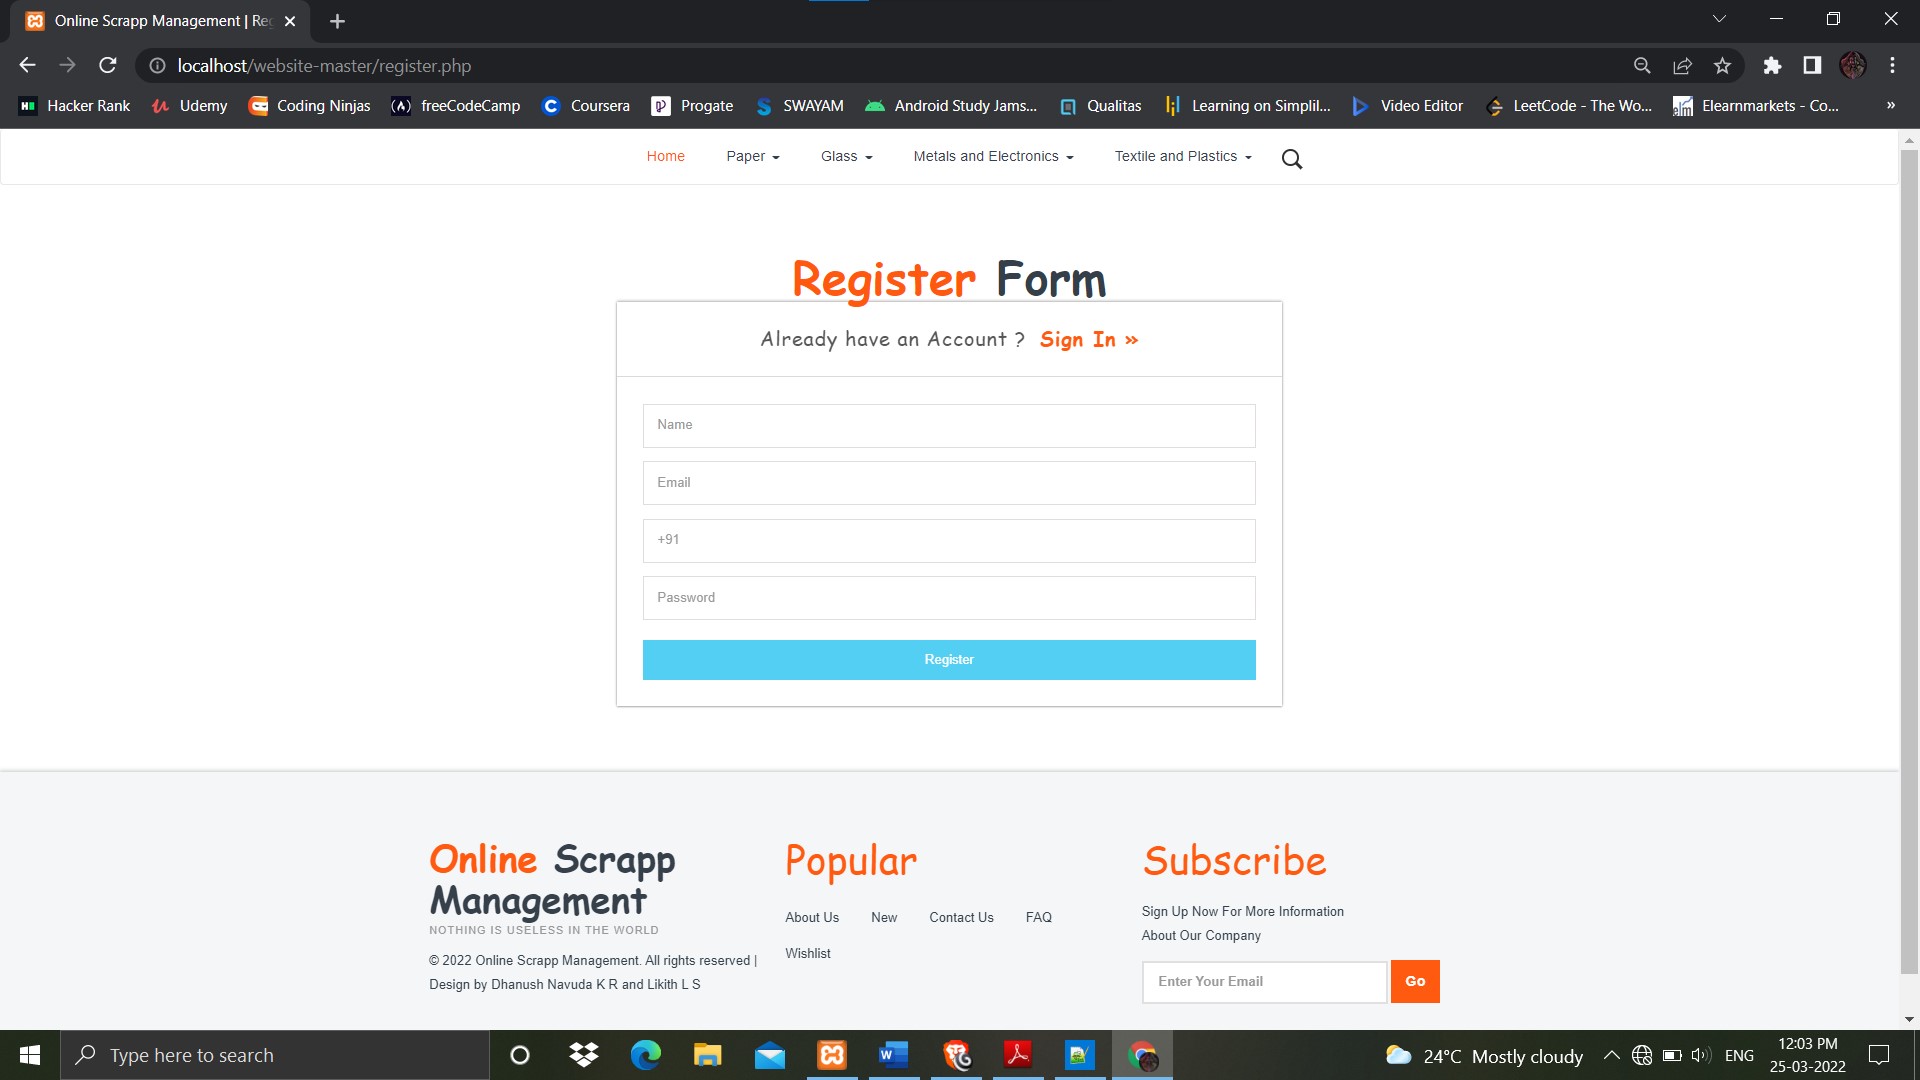 Online Scrapp Management | Reg
localhost/website-master/register.php
Hacker Rank Udemy Coding Ninjas freeCodeCamp Coursera Progate SWAYAM Android Study Jams... Qualitas Learning on Simplil... Video Editor LeetCode - The Wo... Elearnmarkets - Co... »
Home Paper Glass Metals and Electronics Textile and Plastics
Register Form
Already have an Account ? Sign In »
Name
Email
+91
Password
Register
Online Scrapp
Management
NOTHING IS USELESS IN THE WORLD
© 2022 Online Scrapp Management. All rights reserved |
Design by Dhanush Navuda K R and Likith L S
Popular
About Us New Contact Us FAQ
Wishlist
Subscribe
Sign Up Now For More Information
About Our Company
Enter Your Email Go
Type here to search
24°C Mostly cloudy
ENG
12:03 PM
25-03-2022